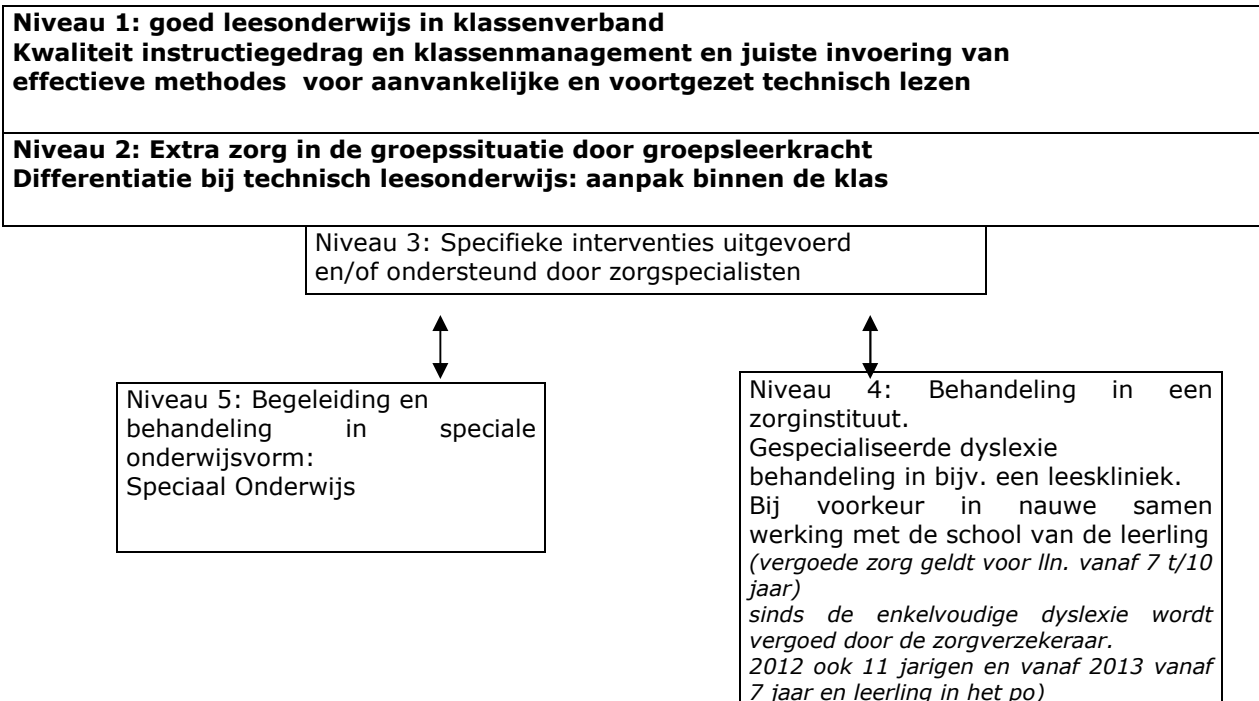 Niveau 1: goed leesonderwijs in klassenverband
Kwaliteit instructiegedrag en klassenmanagement en juiste invoering van
effectieve methodes voor aanvankelijke en voortgezet technisch lezen
Niveau 2: Extra zorg in de groepssituatie door groepsleerkracht
Differentiatie bij technisch leesonderwijs: aanpak binnen de klas
Niveau 3: Specifieke interventies uitgevoerd
en/of ondersteund door zorgspecialisten
Niveau 5: Begeleiding en
behandeling in speciale
onderwijsvorm:
Speciaal Onderwijs
Niveau 4: Behandeling in een
zorginstituut.
Gespecialiseerde dyslexie
behandeling in bijv. een leeskliniek.
Bij voorkeur in nauwe samen
werking met de school van de leerling
(vergoede zorg geldt voor lln. vanaf 7 t/10
jaar)
sinds de enkelvoudige dyslexie wordt
vergoed door de zorgverzekeraar.
2012 ook 11 jarigen en vanaf 2013 vanaf
7 jaar en leerling in het po)